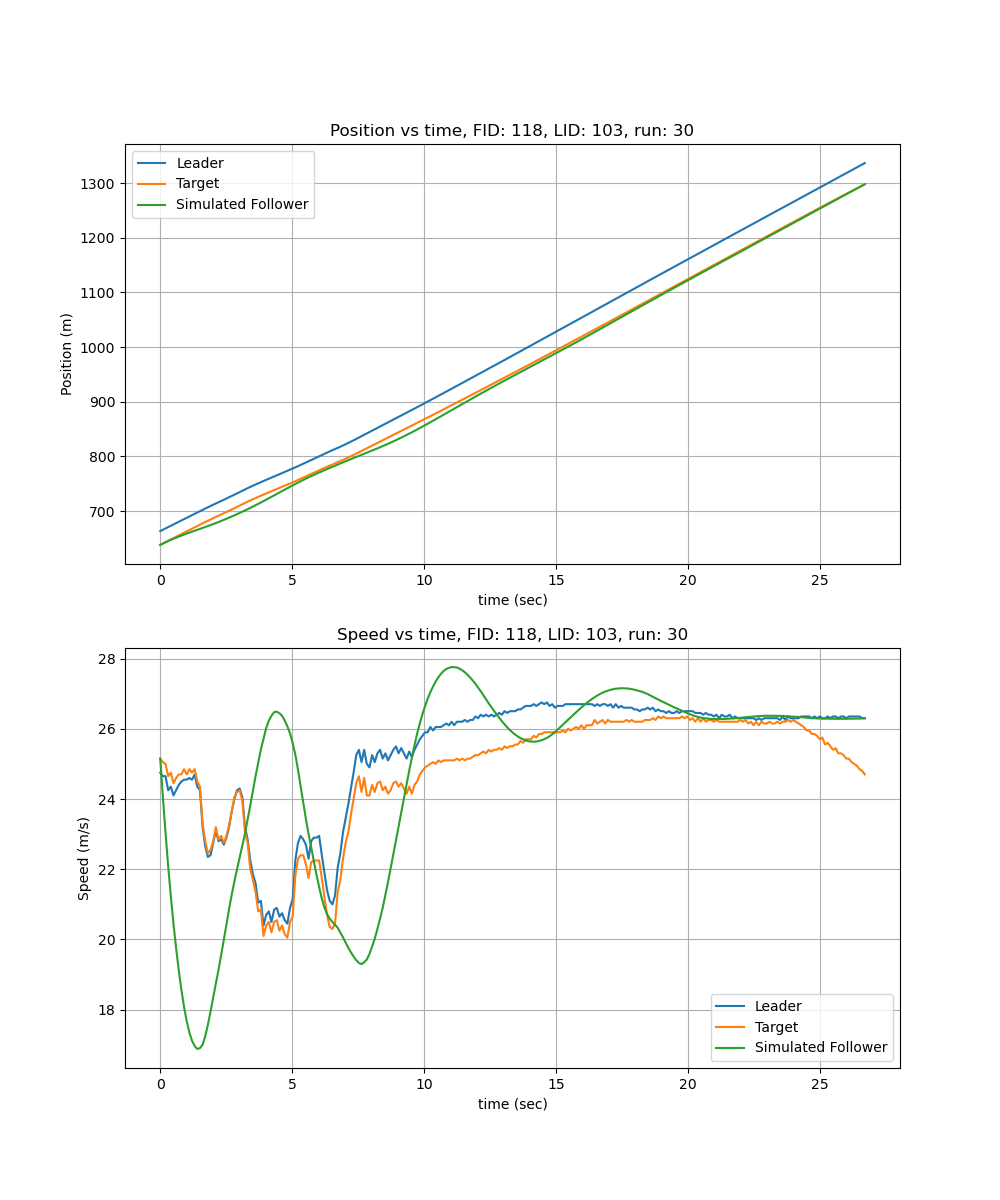 Position vs time, FID: 118, LID: 103, run: 30
Leader
Target
Simulated Follower
1300
1200
1100
1000
900
800
700
Position (m)
0 5 10 15 20 25
time (sec)
Speed vs time, FID: 118, LID: 103, run: 30
28
26
24
22
20
18
Speed (m/s)
Leader
Target
Simulated Follower
0 5 10 15 20 25
time (sec)